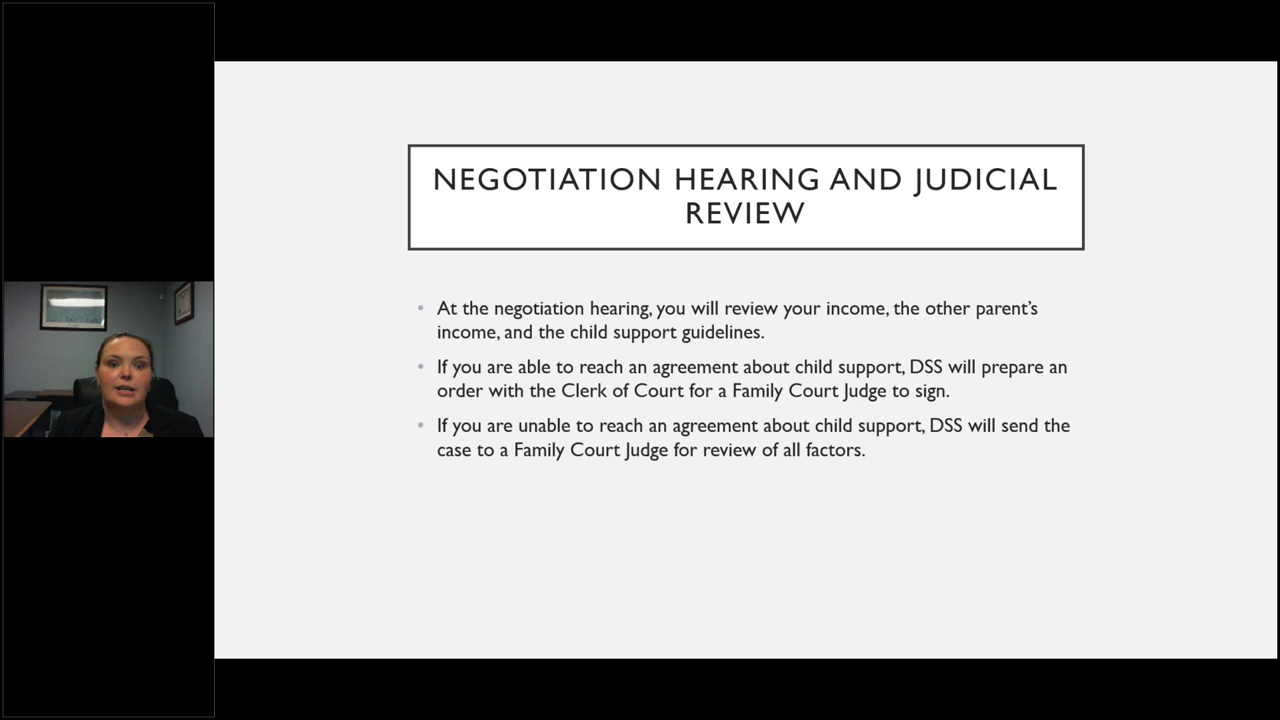 NEGOTIATION HEARING AND JUDICIAL
REVIEW
• At the negotiation hearing, you will review your income, the other parent’s
income, and the child support guidelines.
• If you are able to reach an agreement about child support, DSS will prepare an
order with the Clerk of Court for a Family Court Judge to sign.
• If you are unable to reach an agreement about child support, DSS will send the
case to a Family Court Judge for review of all factors.